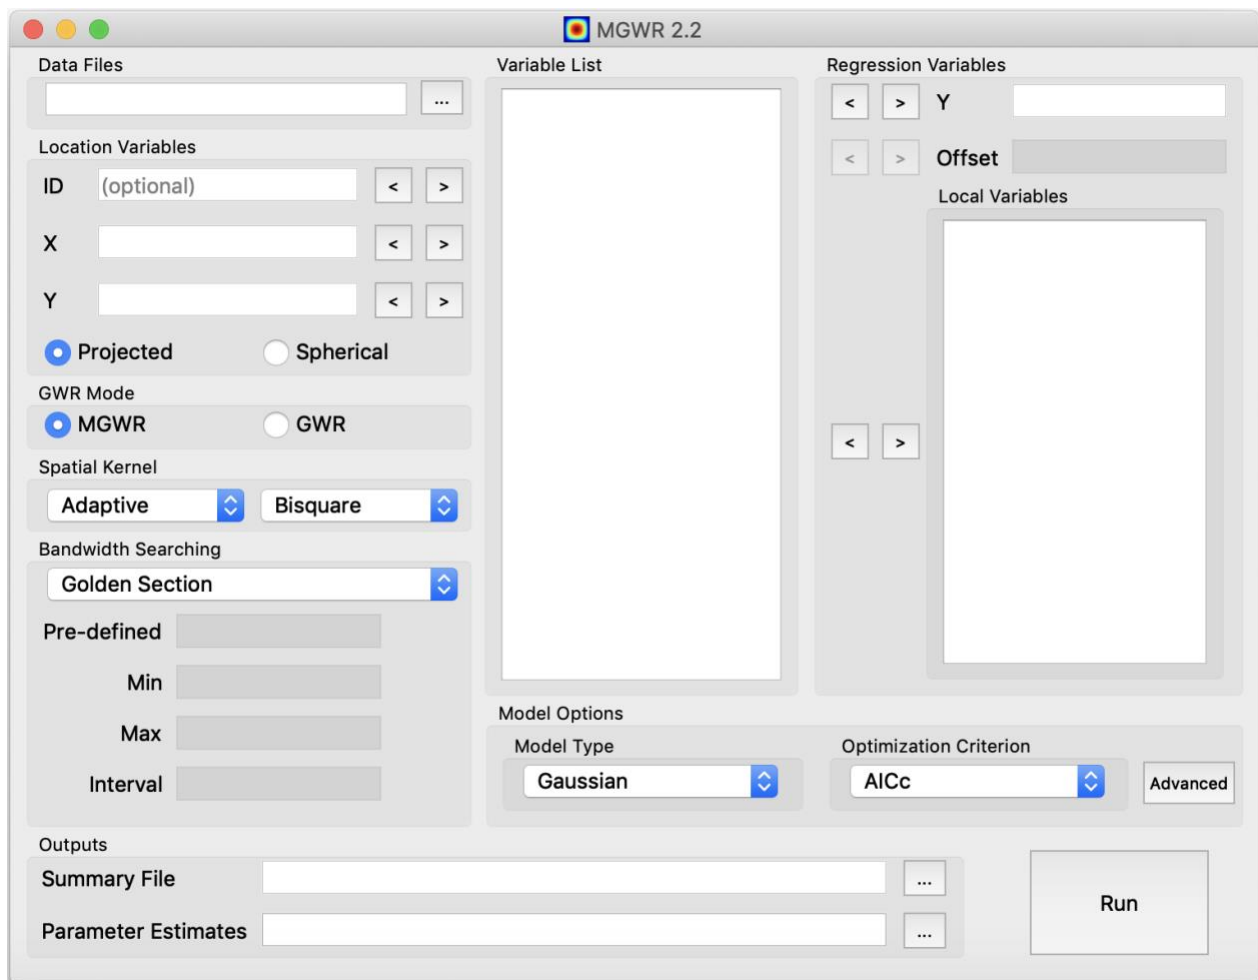 MGWR 2.2
Data Files
...
Location Variables
ID (optional) < >
X < >
Y < >
Projected Spherical
GWR Mode
MGWR GWR
Spatial Kernel
Adaptive Bisquare
Bandwidth Searching
Golden Section
Pre-defined
Min
Max
Interval
Variable List
Regression Variables
< > Y
< > Offset
Local Variables
< >
Model Options
Model Type
Gaussian
Optimization Criterion
AICc
Advanced
Outputs
Summary File ...
Parameter Estimates ...
Run